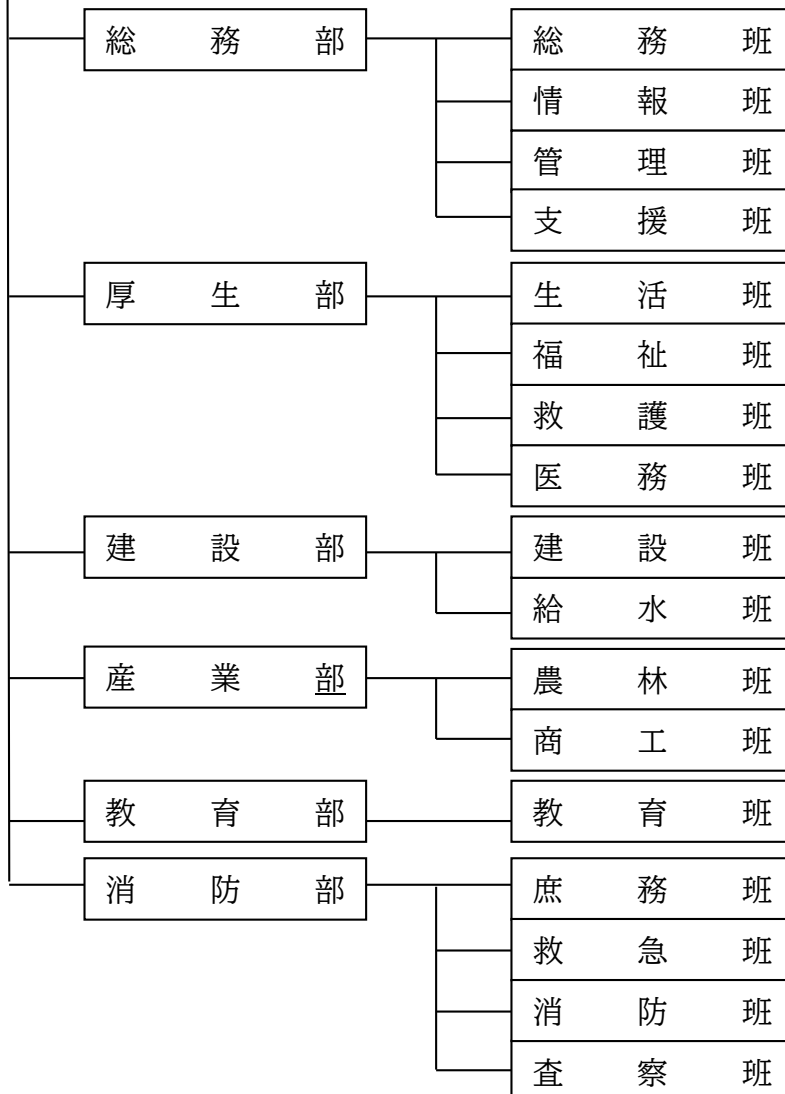 総務部 総務班
情報班
管理班
支援班
厚生部 生活班
福祉班
救護班
医務班
建設部 建設班
給水班
産業部 農林班
商工班
教育部 教育班
消防部 庶務班
救急班
消防班
査察班